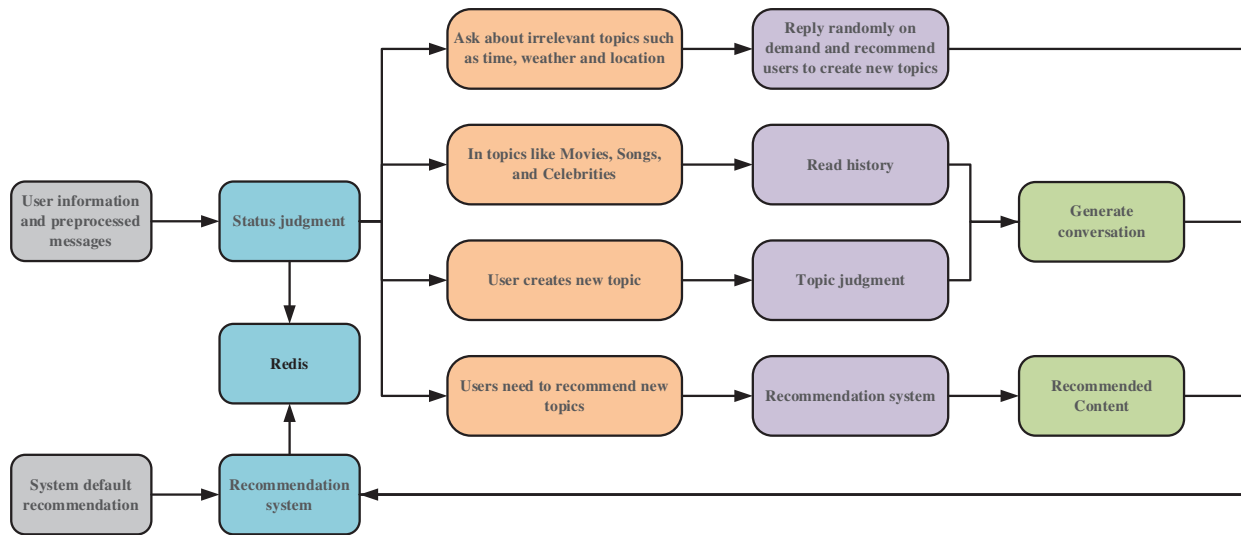 Ask about irrelevant topics such
as time, weather and location
Reply randomly on
demand and recommend
users to create new topics
In topics like Movies, Songs,
and Celebrities
Read history
User information
and preprocessed
messages
Status judgment
Generate
conversation
User creates new topic
Topic judgment
Redis
Users need to recommend new
topics
Recommendation system
Recommended
Content
System default
recommendation
Recommendation
system